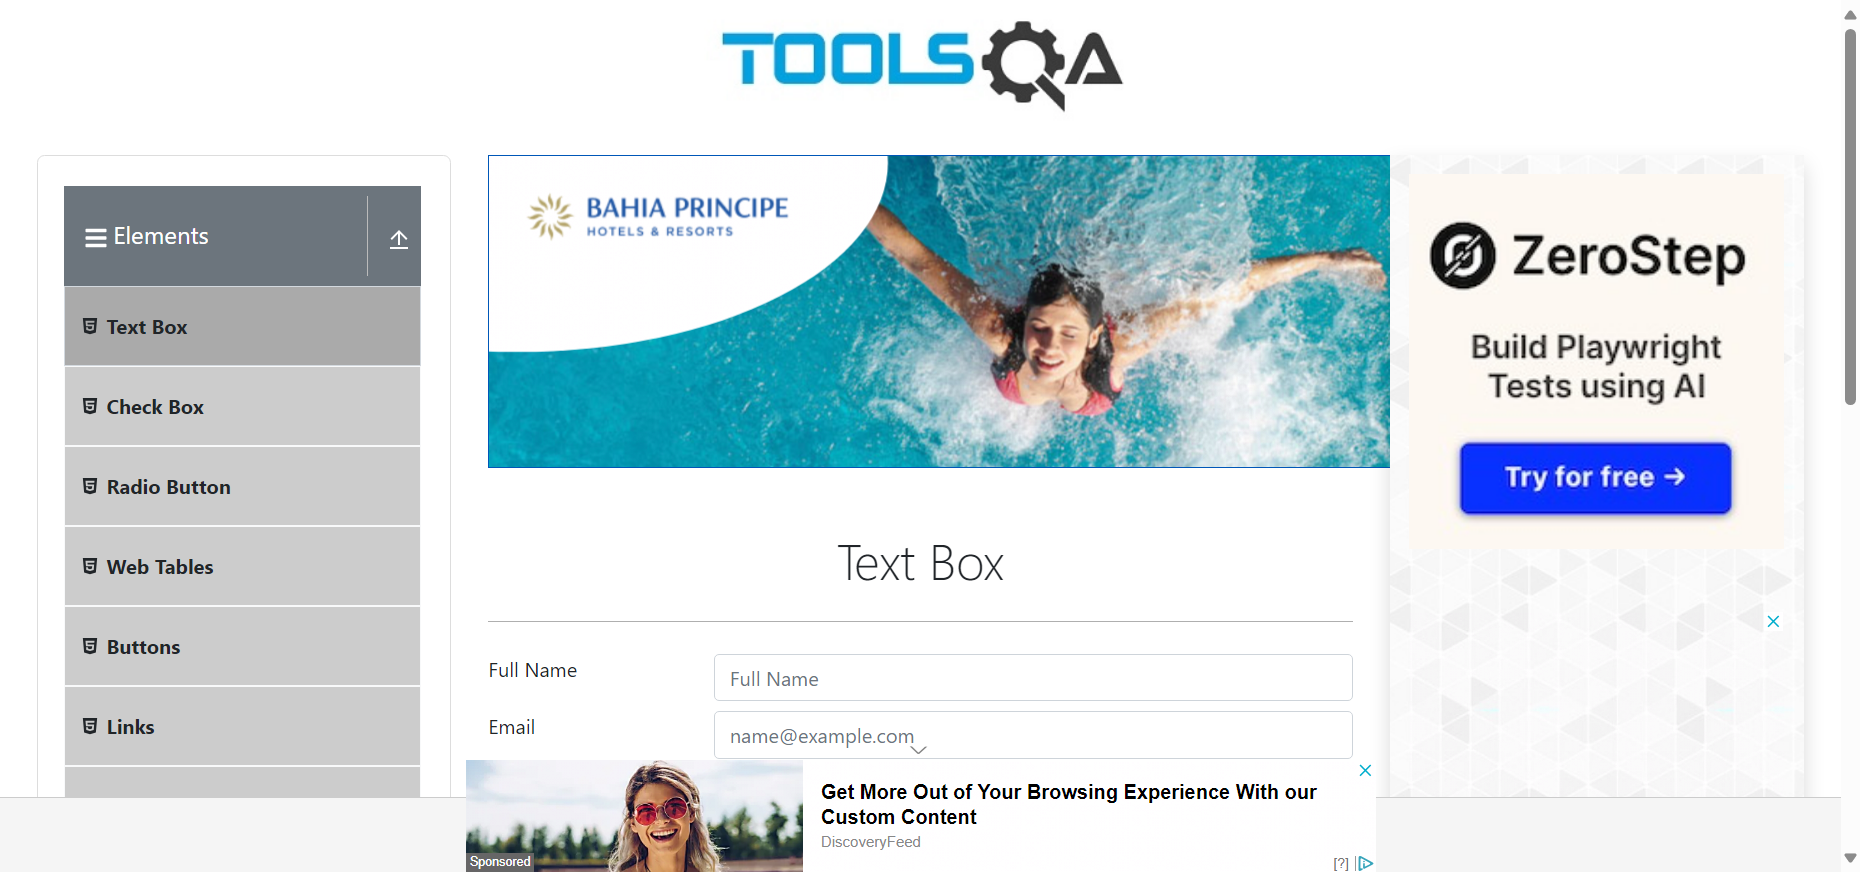 TOOLSQA
Elements
Text Box
Check Box
Radio Button
Web Tables
Buttons
Links
BAHIA PRINCIPE
HOTELS & RESORTS
ZeroStep
Build Playwright
Tests using AI
Try for free →
Text Box
Full Name
Full Name
Email
name@example.com
Sponsored
Get More Out of Your Browsing Experience With our
Custom Content
DiscoveryFeed
[?]